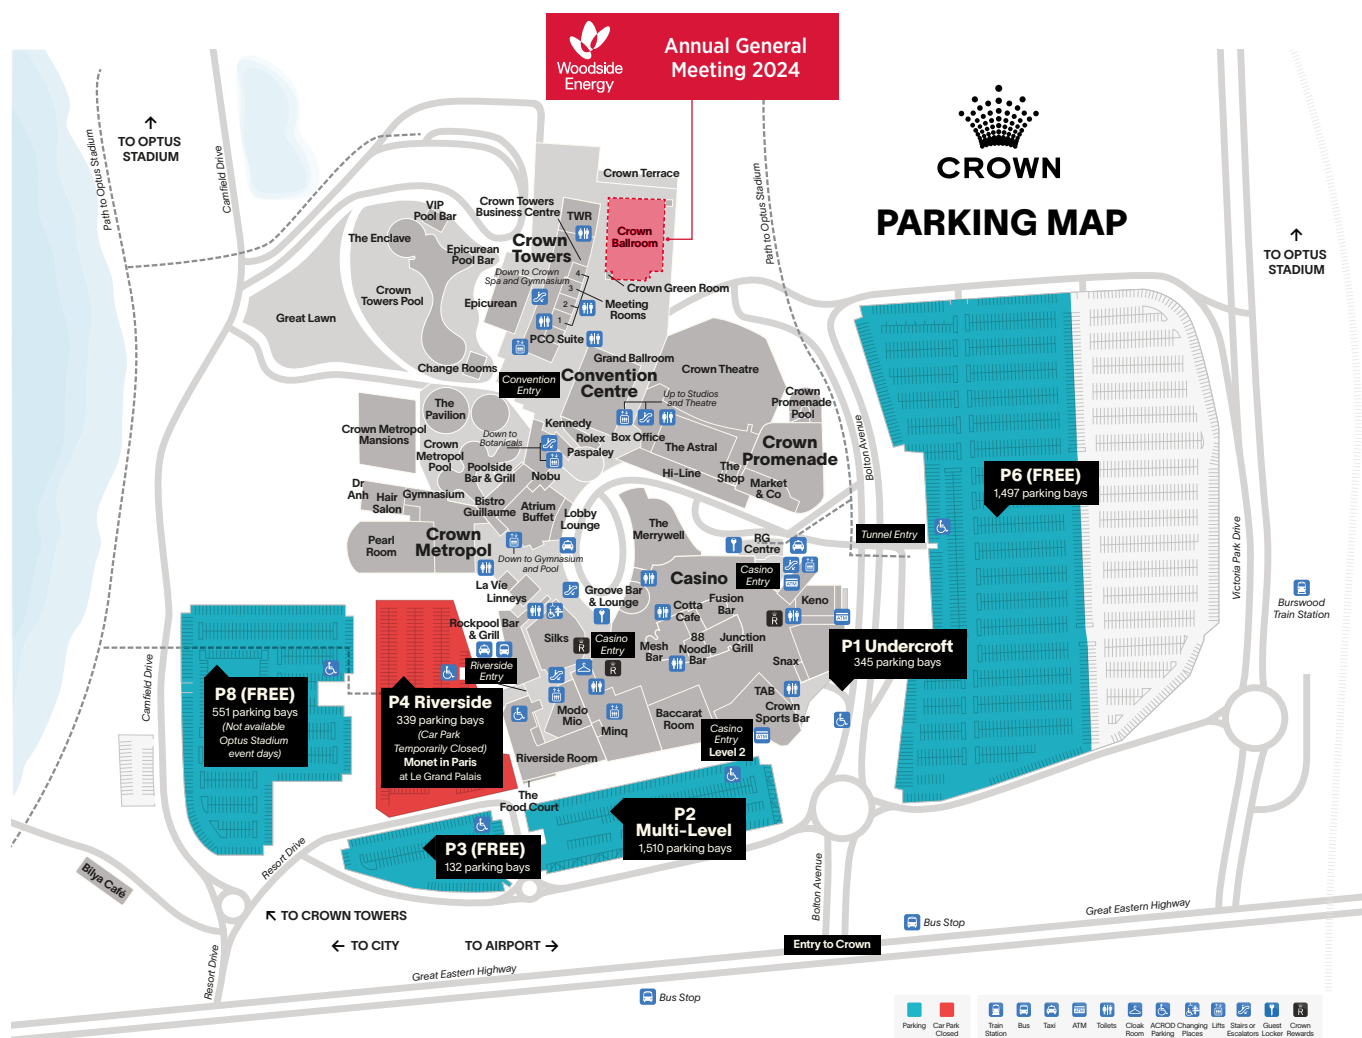 Woodside
Energy
Annual General
Meeting 2024
CROWN
PARKING MAP
TO OPTUS
STADIUM
Path to Optus Stadium
Camfield Drive
Path to Optus Stadium
TO OPTUS
STADIUM
Crown Terrace
Crown Towers
Business Centre
TWR
Crown
Ballroom
VIP
Pool Bar
The Enclave
Epicurean
Pool Bar
Crown
Towers
Down to Crown
Spa and Gymnasium
4
3
2
1
Crown Green Room
Meeting
Rooms
Crown
Towers Pool
Epicurean
Great Lawn
PCO Suite
Change Rooms
Grand Ballroom
Crown Theatre
Convention
Entry
Convention
Centre
Up to Studios
and Theatre
Crown
Promenade
Pool
The
Pavilion
Kennedy
Crown Metropol
Mansions
Down to
Botanicals
Rolex
Paspaley
Box Office
The Astral
Crown
Promenade
Bolton Avenue
Crown
Metropol
Pool
Poolside
Bar & Grill
Nobu
Hi-Line
The
Shop
Market
& Co
P6 (FREE)
1,497 parking bays
Dr
Anh
Hair
Salon
Gymnasium
Bistro
Guillaume
Atrium
Buffet
Lobby
Lounge
The
Merrywell
Tunnel Entry
Pearl
Room
Crown
Metropol
Down to Gymnasium
and Pool
RG
Centre
Casino
Casino
Entry
Victoria Park Drive
Burswood
Train Station
La Vie
Linneys
Groove Bar
& Lounge
Cotta
Cafe
Fusion
Bar
Keno
Rockpool Bar
& Grill
Silks
Casino
Entry
Mesh
Bar
88
Noodle
Bar
Junction
Grill
Snax
P1 Undercroft
345 parking bays
Riverside
Entry
Camfield Drive
P8 (FREE)
551 parking bays
(Not available
Optus Stadium
event days)
P4 Riverside
339 parking bays
(Car Park
Temporarily Closed)
Monet in Paris
at Le Grand Palais
Modo
Mio
Minq
Baccarat
Room
TAB
Crown
Sports Bar
Casino
Entry
Level 2
Riverside Room
The
Food Court
P2
Multi-Level
1,510 parking bays
P3 (FREE)
132 parking bays
Resort Drive
Bilya Café
Bolton Avenue
TO CROWN TOWERS
TO CITY
TO AIRPORT
Entry to Crown
Bus Stop
Great Eastern Highway
Resort Drive
Great Eastern Highway
Bus Stop
Parking
Car Park
Closed
Train
Station
Bus
Taxi
ATM
Toilets
Cloak
Room
ACROD
Parking
Changing
Places
Lifts
Stairs or
Escalators
Guest
Locker
Crown
Rewards